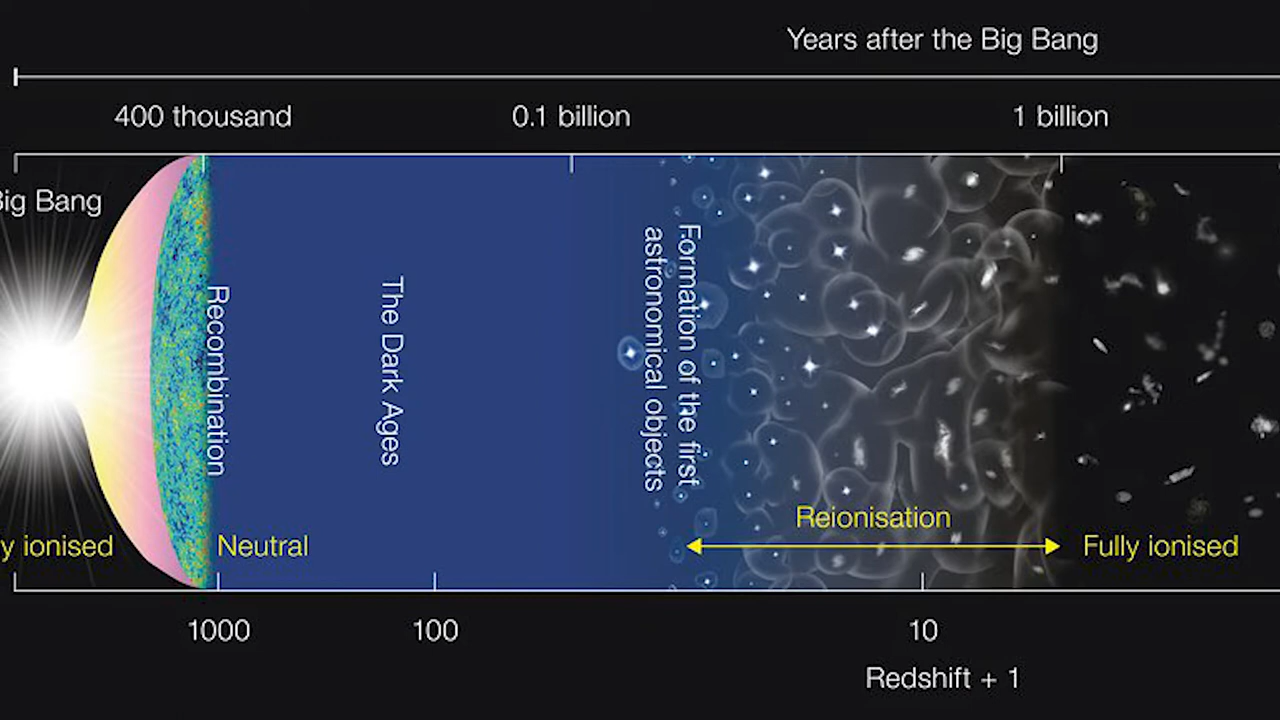 Years after the Big Bang
400 thousand
0.1 billion
1 billion
Big Bang
Recombination
The Dark Ages
Formation of the first
astronomical objects
Reionisation
y ionised
Neutral
Fully ionised
1000
100
10
Redshift + 1